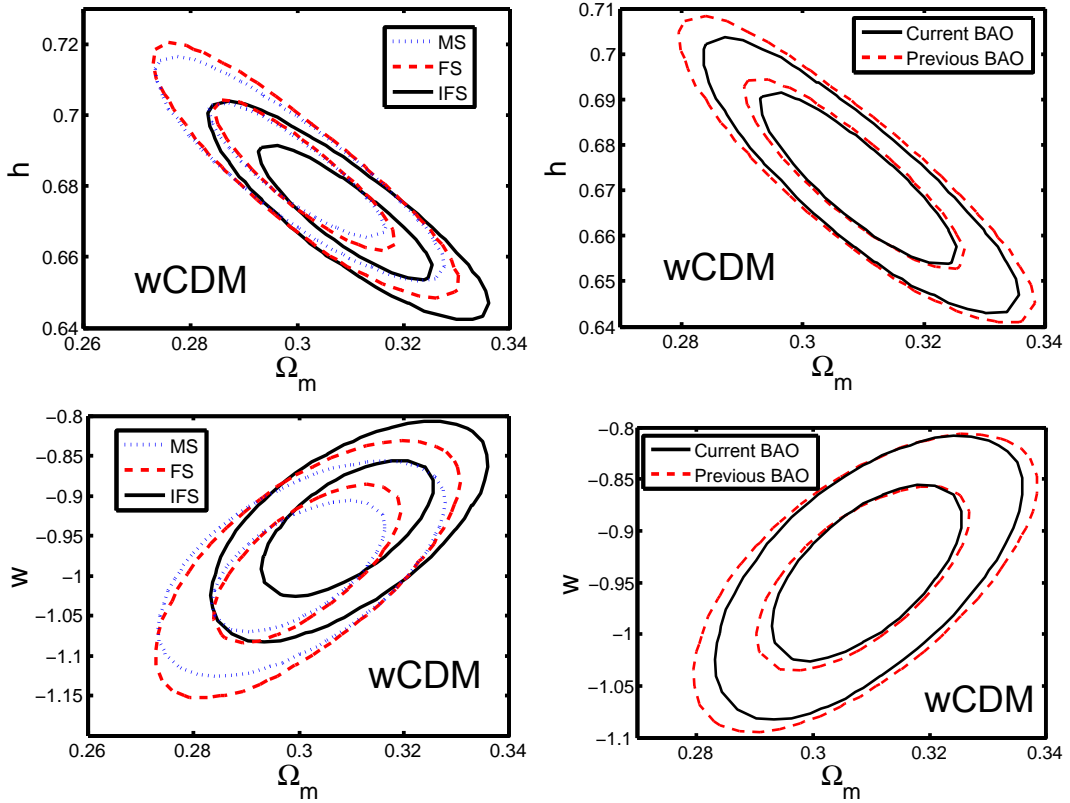 0.72
0.7
0.68
0.66
0.64
h
MS
FS
IFS
wCDM
0.26
0.28
0.3
0.32
0.34
Ωm
0.71
0.7
0.69
0.68
0.67
0.66
0.65
0.64
h
Current BAO
Previous BAO
wCDM
0.28
0.3
0.32
0.34
Ωm
−0.8
−0.85
−0.9
−0.95
−1
−1.05
−1.1
−1.15
w
MS
FS
IFS
wCDM
0.26
0.28
0.3
0.32
0.34
Ωm
−0.8
−0.85
−0.9
−0.95
−1
−1.05
−1.1
w
Current BAO
Previous BAO
wCDM
0.28
0.3
0.32
0.34
Ωm